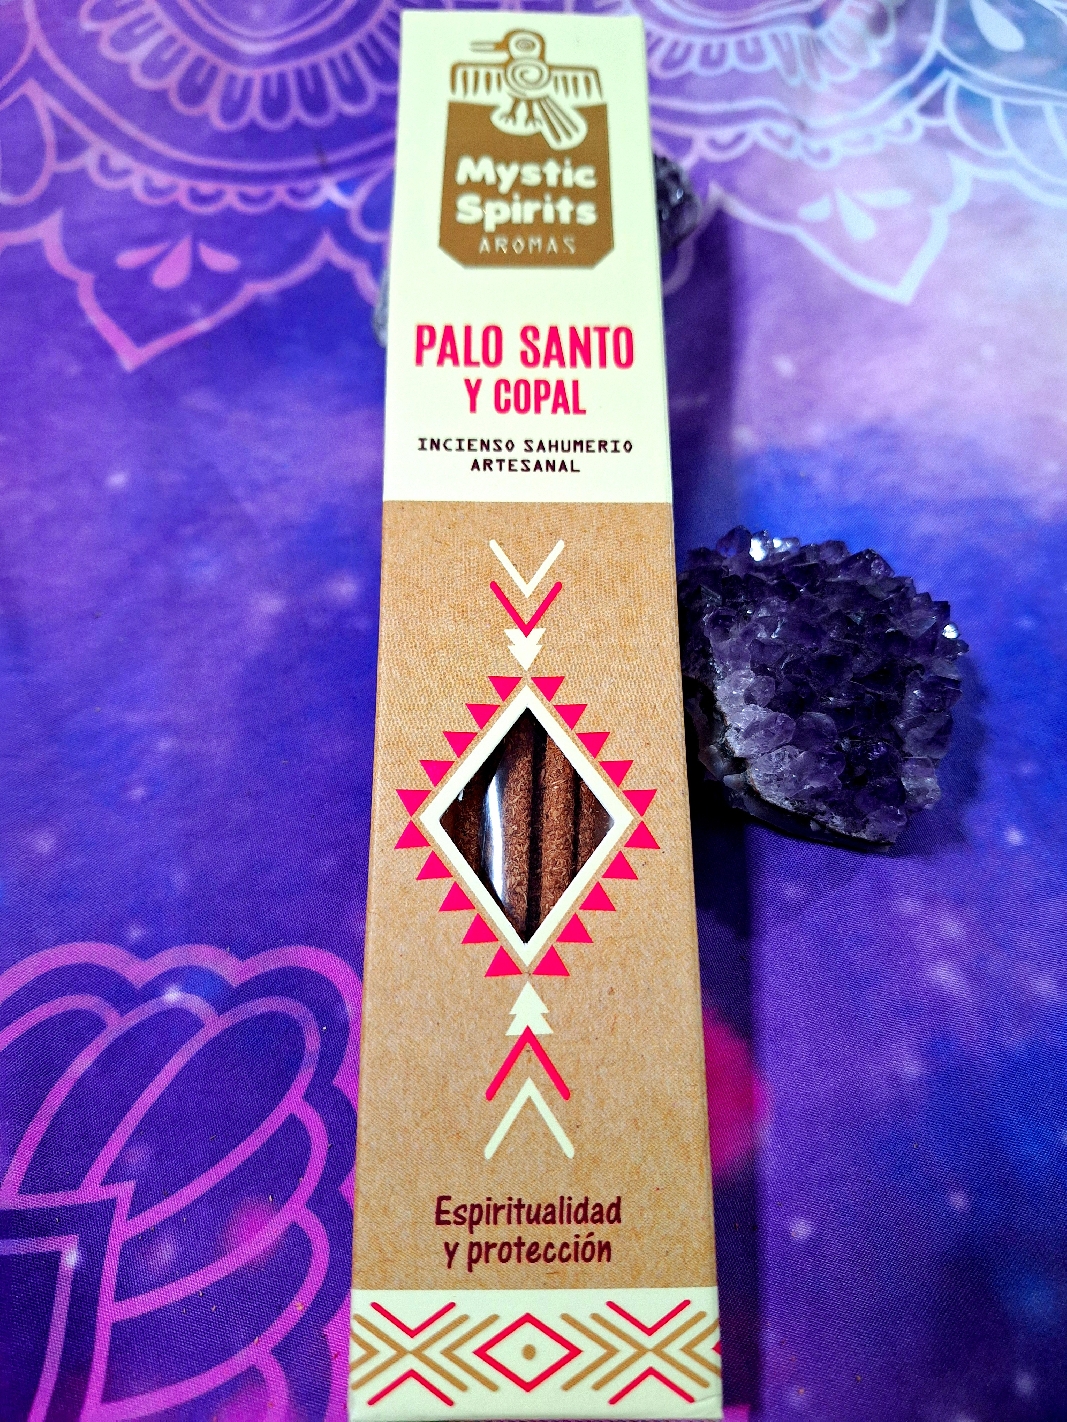 Mystic
Spirits
AROMAS
PALO SANTO
Y COPAL
INCIENSO SAHUMERIO
ARTESANAL
Espiritualidad
y protección